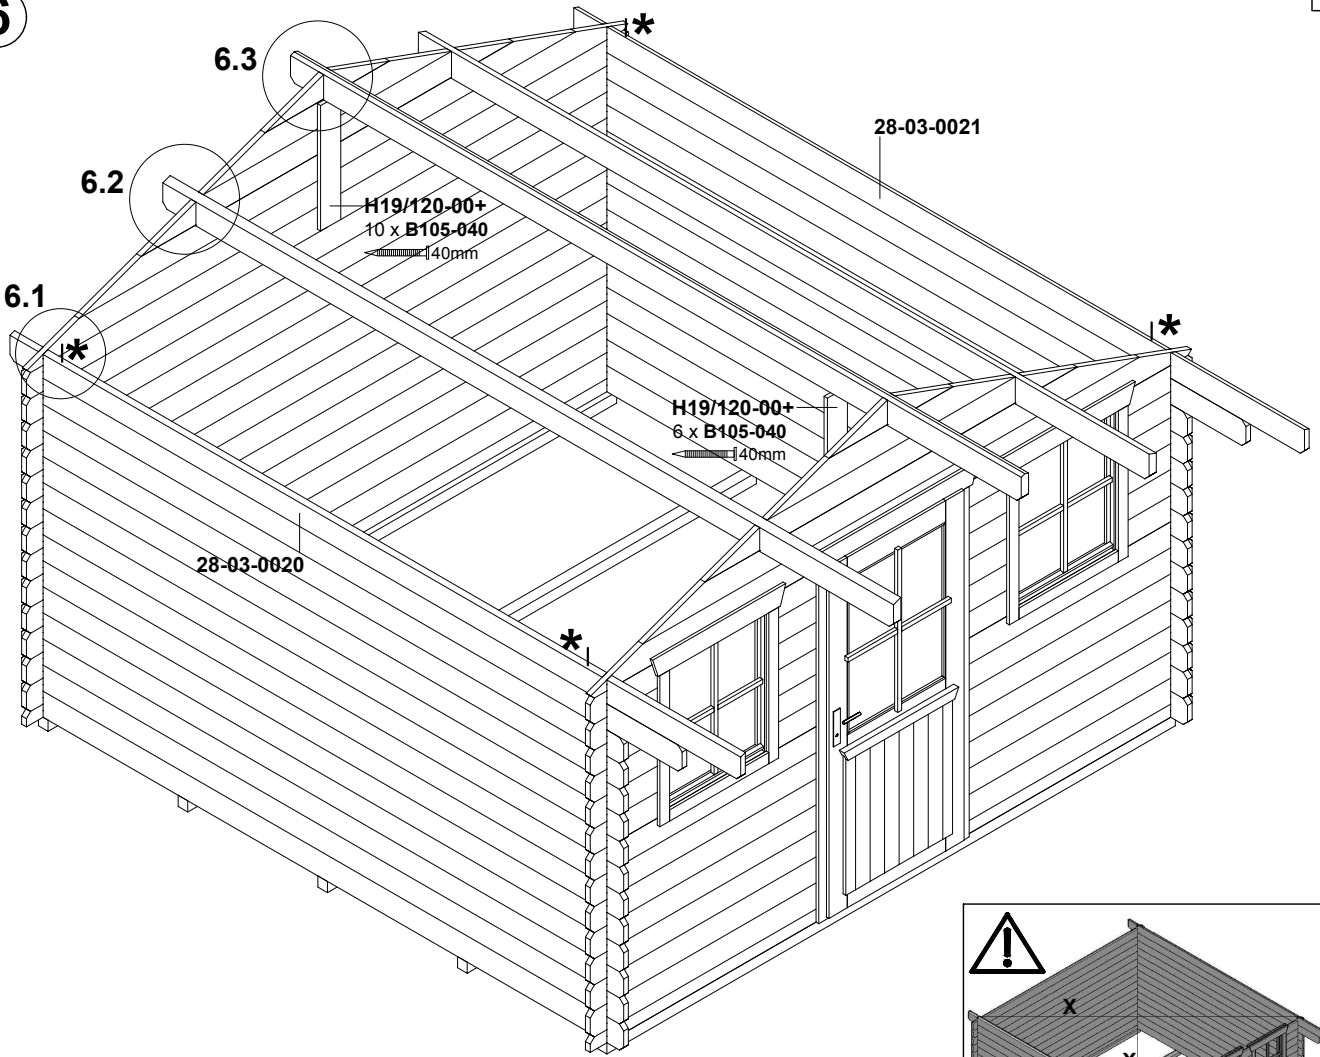 6
6.3
*
28-03-0021
6.2
H19/120-00+
10 x B105-040
40mm
6.1
*
*
H19/120-00+
6 x B105-040
40mm
28-03-0020
*
X
X